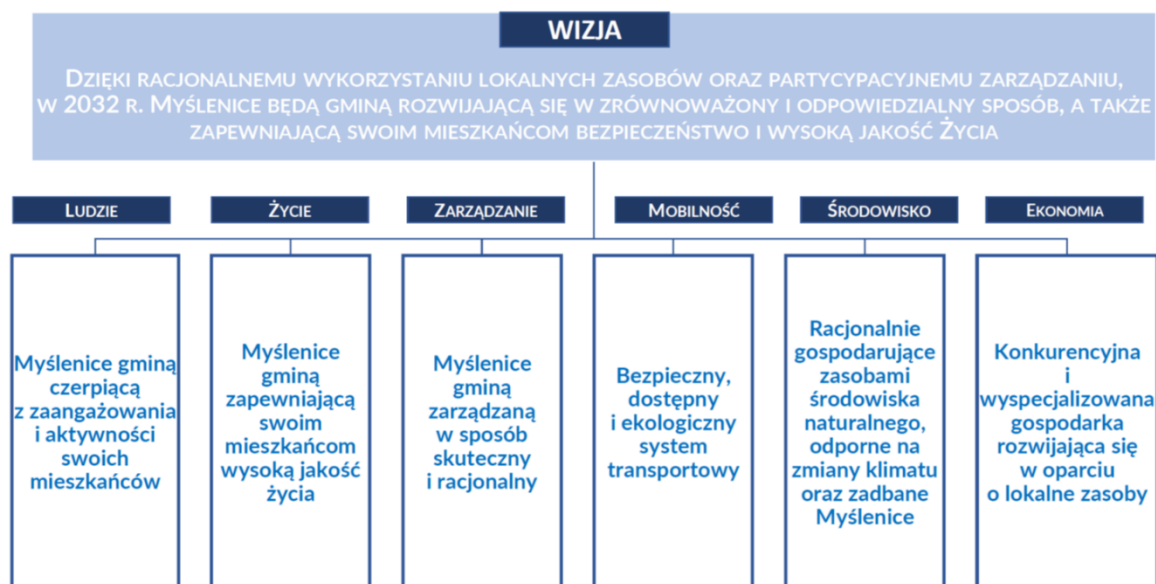 WIZJA
DZIĘKI RACJONALNEMU WYKORZYSTANIU LOKALNYCH ZASOBÓW ORAZ PARTYCYPACYJNEMU ZARZĄDZANIU,
W 2032 R. MYŚLENICE BĘDĄ GMINĄ ROZWIJAJĄCĄ SIĘ W ZRÓWNOWAŻONY I ODPOWIEDZIALNY SPOSÓB, A TAKŻE
ZAPEWNIAJĄCĄ SWOIM MIESZKAŃCOM BEZPIECZEŃSTWO I WYSOKĄ JAKOŚĆ ŻYCIA
LUDZIE
ŻYCIE
ZARZĄDZANIE
MOBILNOŚĆ
ŚRODOWISKO
EKONOMIA
Myślenice gminą
czerpiącą
z zaangażowania
i aktywności
swoich
mieszkańców
Myślenice
gminą
zapewniającą
swoim
mieszkańcom
wysoką jakość
życia
Myślenice
gminą
zarządzaną
w sposób
skuteczny
i racjonalny
Bezpieczny,
dostępny
i ekologiczny
system
transportowy
Racjonalnie
gospodarujące
zasobami
środowiska
naturalnego,
odporne na
zmiany klimatu
oraz zadbane
Myślenice
Konkurencyjna
i
wyspecjalizowana
gospodarka
rozwijająca się
w oparciu
o lokalne zasoby